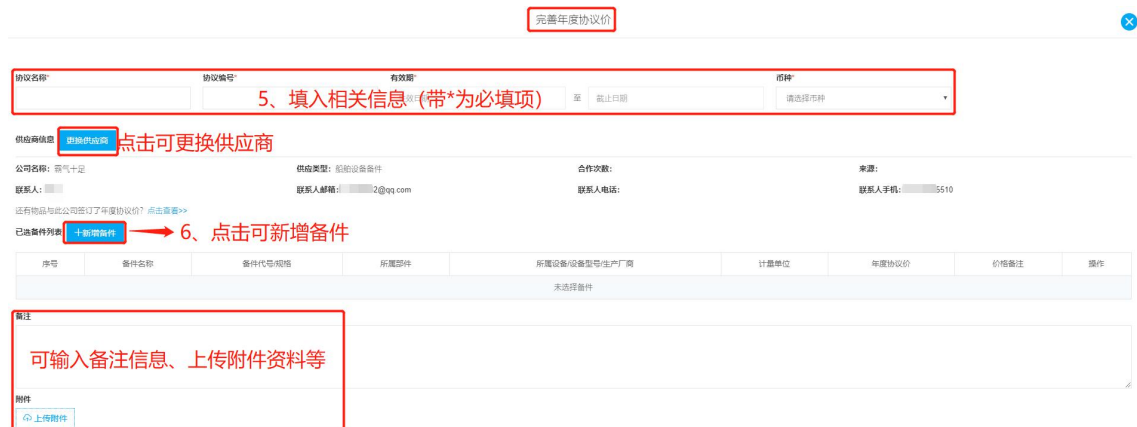 完善年度协议价
协议名称* 协议编号* 有效期* 币种*
5、填入相关信息（带*为必填项） 至 截止日期 请选择币种
供应商信息 更换供应商 点击可更换供应商
公司名称：霸气十足 供应类型：船舶设备备件 合作次数： 来源：
联系人： 联系人邮箱： 2@qq.com 联系人电话： 联系人手机： 5510
还有物品与此公司签订了年度协议价？点击查看>>
已选备件列表 +新增备件 6、点击可新增备件
序号 备件名称 备件代号/规格 所属部件 所属设备/设备型号/生产厂商 计量单位 年度协议价 价格备注 操作
未选择备件
备注
可输入备注信息、上传附件资料等
附件
上传附件